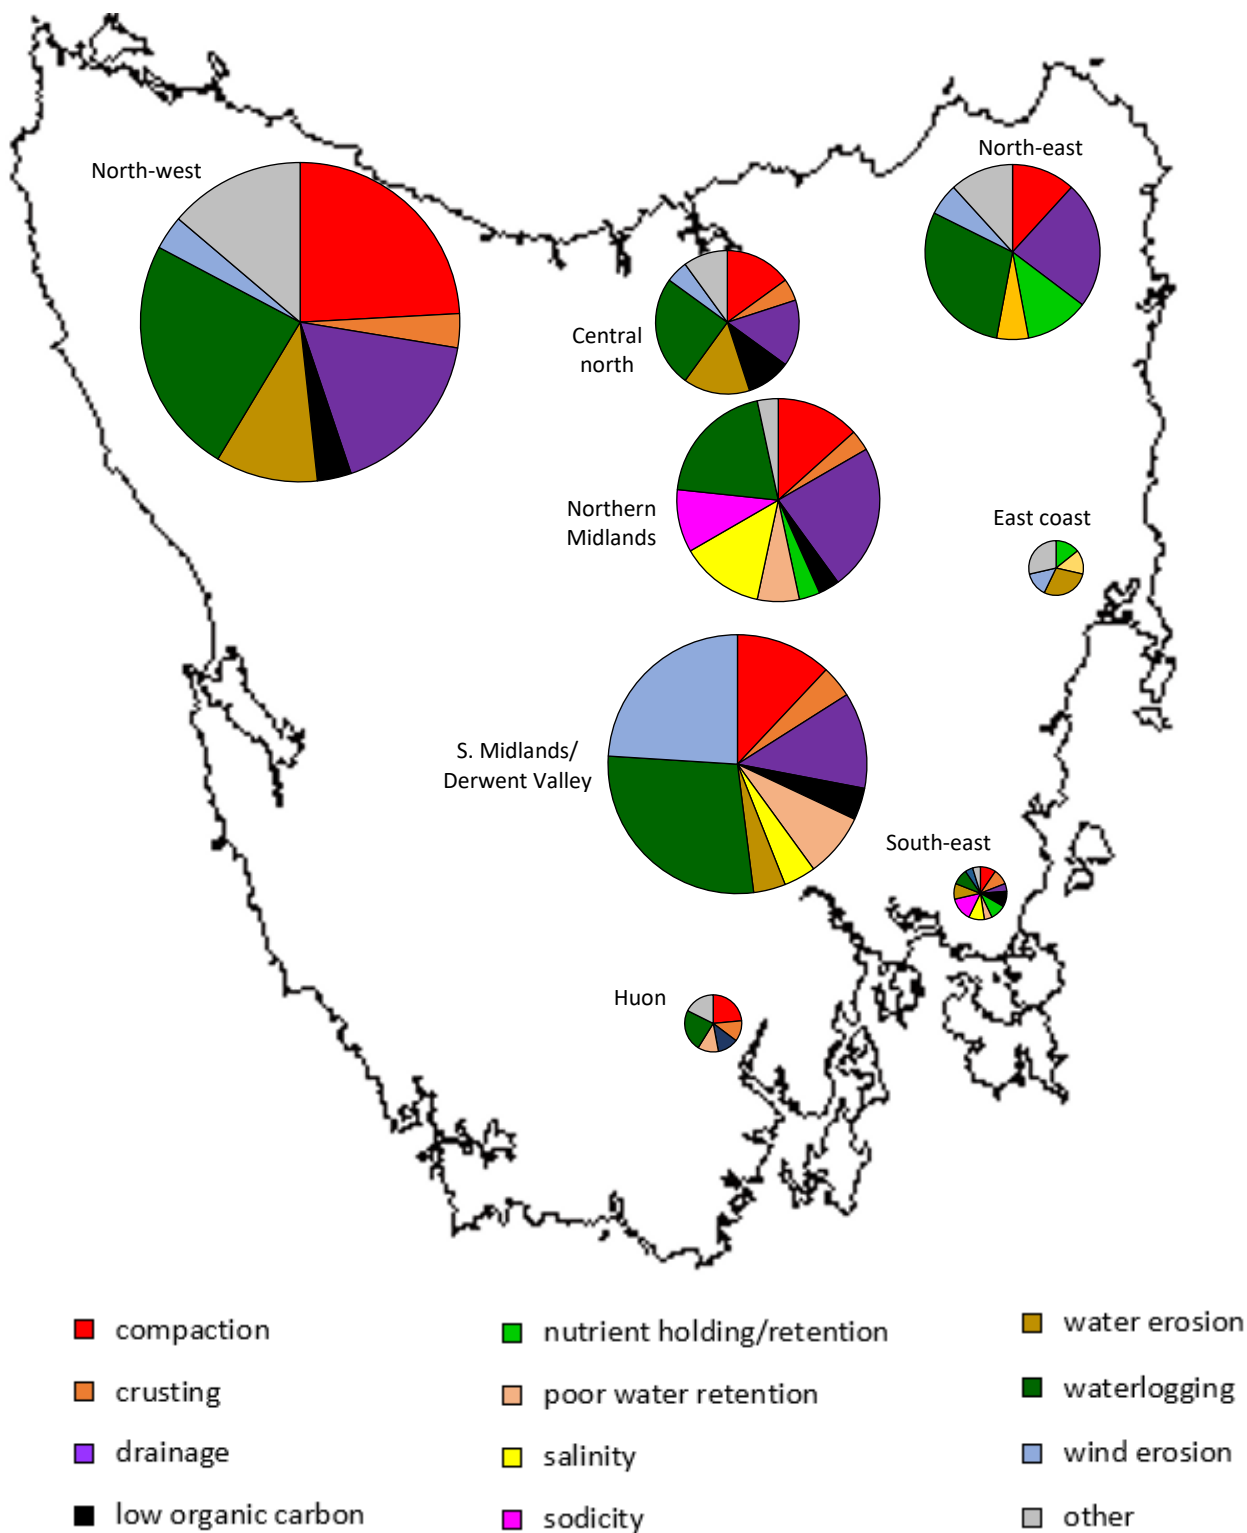 North-west
North-east
Central
north
Northern
Midlands
East coast
S. Midlands/
Derwent Valley
South-east
Huon
compaction
crusting
drainage
low organic carbon
nutrient holding/retention
poor water retention
salinity
sodicity
water erosion
waterlogging
wind erosion
other